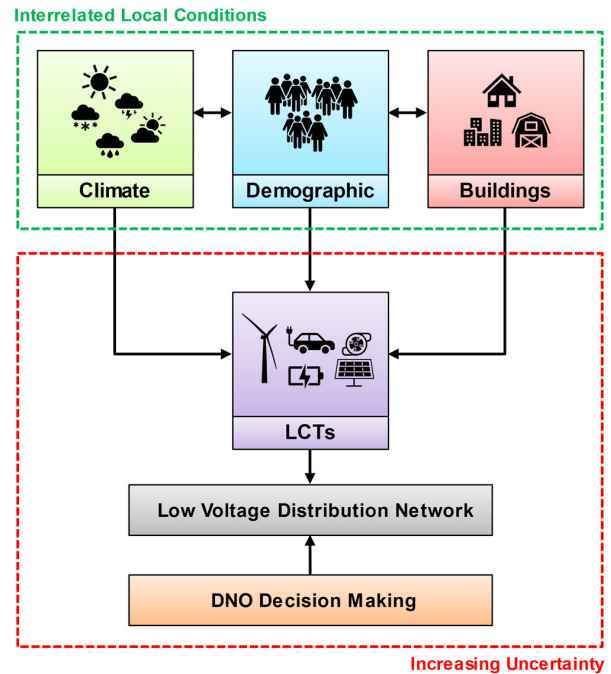 Interrelated Local Conditions
Climate
Demographic
Buildings
LCTs
Low Voltage Distribution Network
DNO Decision Making
Increasing Uncertainty